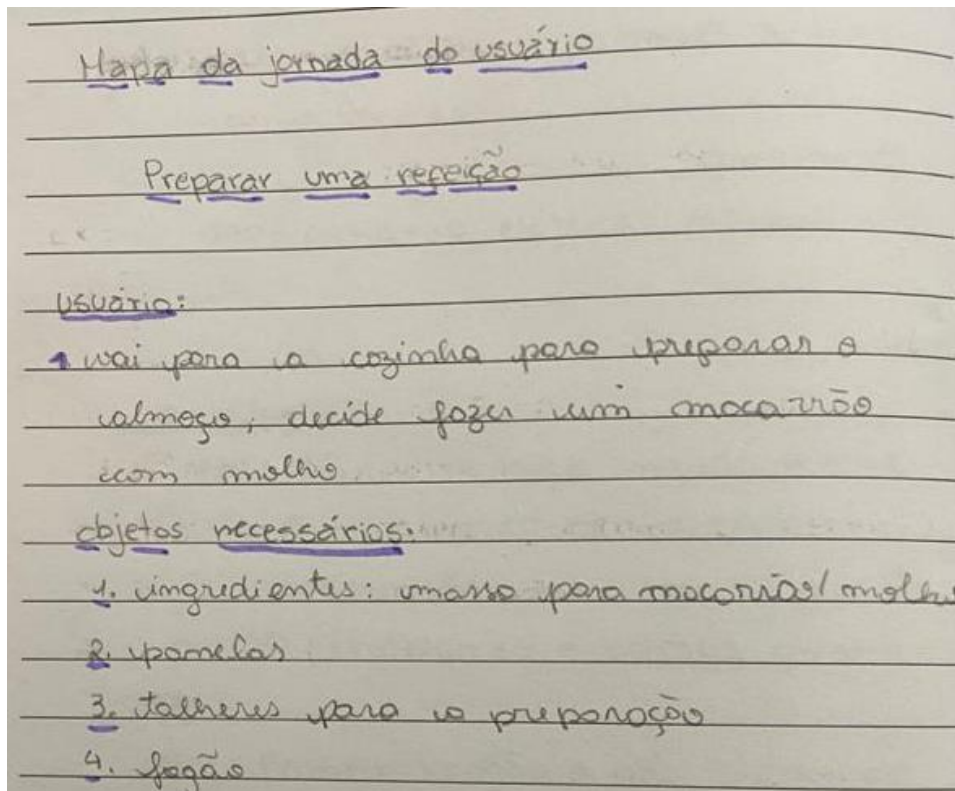 Mapa da jornada do usuário
Preparar uma refeição
usuário:
1 vai para a cozinha para preparar o
almoço, decide fazer um macarrão
com molho.
objetos necessários:
1. ingredientes: massa para macarrão/molho
2. panelas
3. talheres para a preparação
4. fogão